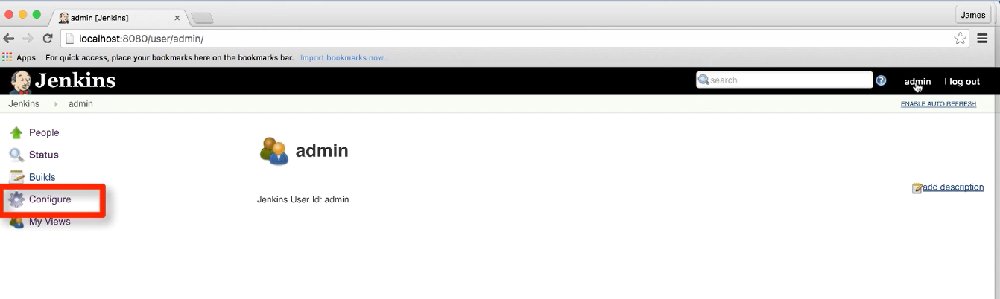 admin [Jenkins]
James
localhost:8080/user/admin/
Apps For quick access, place your bookmarks here on the bookmarks bar. Import bookmarks now...
Jenkins search admin | log out
Jenkins admin ENABLE AUTO REFRESH
People
Status
Builds
Configure
My Views
admin
add description
Jenkins User Id: admin